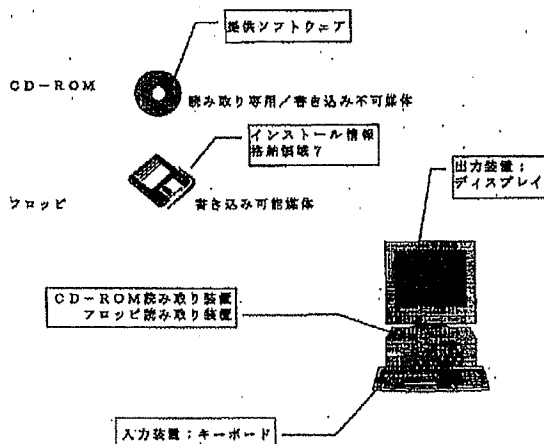 提供ソフトウェア
CD－ROM
読み取り専用／書き込み不可媒体
インストール情報
格納領域7
フロッピ
書き込み可能媒体
出力装置；
ディスプレイ
CD－ROM読み取り装置
フロッピ読み取り装置
入力装置；キーボード